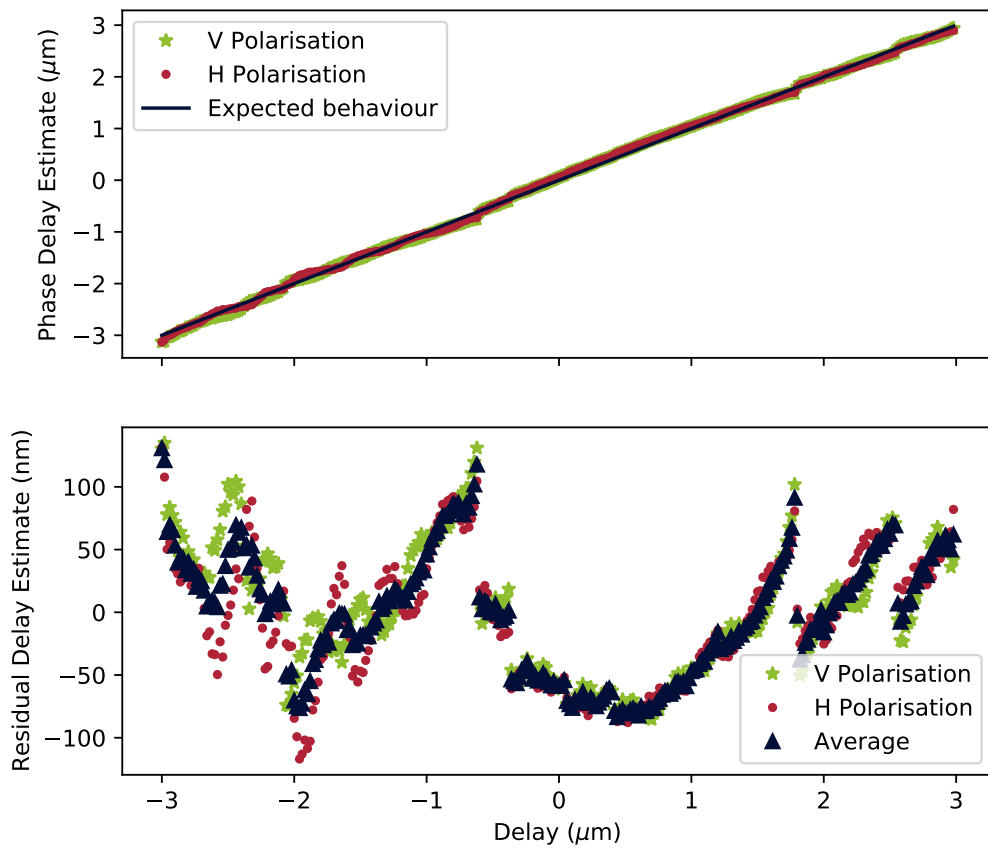 Phase Delay Estimate (μm)
3
2
1
0
−1
−2
−3
V Polarisation
H Polarisation
Expected behaviour
Residual Delay Estimate (nm)
100
50
0
−50
−100
V Polarisation
H Polarisation
Average
−3
−2
−1
0
1
2
3
Delay (μm)